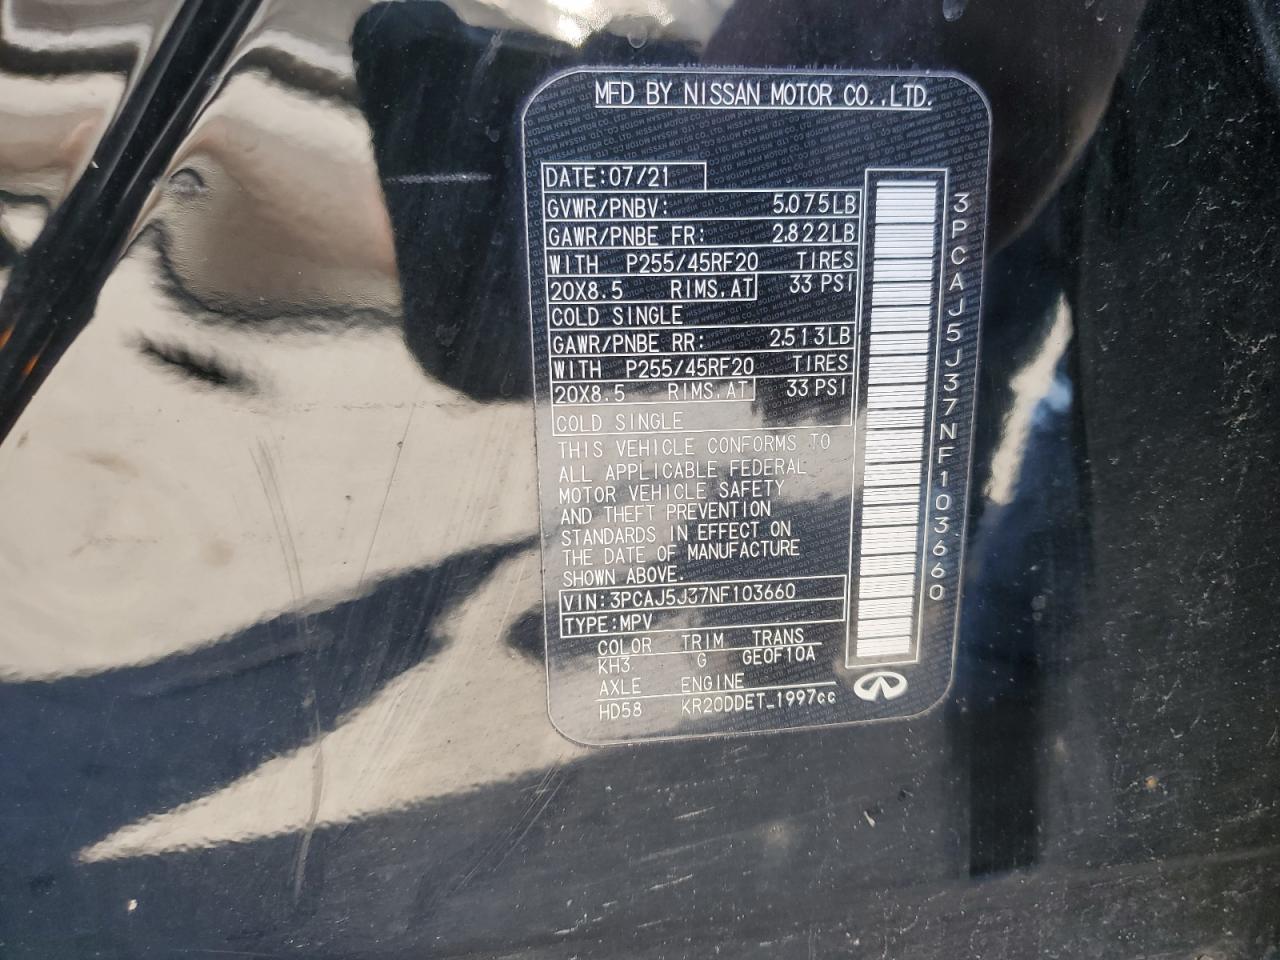 MFD BY NISSAN MOTOR CO.,LTD.
DATE:07/21
GVWR/PNBV: 5,075LB
GAWR/PNBE FR: 2,822LB
WITH P255/45RF20 TIRES
20X8.5 RIMS,AT 33 PSI
COLD SINGLE
GAWR/PNBE RR: 2,513LB
WITH P255/45RF20 TIRES
20X8.5 RIMS,AT 33 PSI
COLD SINGLE
THIS VEHICLE CONFORMS TO
ALL APPLICABLE FEDERAL
MOTOR VEHICLE SAFETY
AND THEFT PREVENTION
STANDARDS IN EFFECT ON
THE DATE OF MANUFACTURE
SHOWN ABOVE.
VIN:3PCAJ5J37NF103660
TYPE:MPV
COLOR TRIM TRANS
KH3 G GE0F10A
AXLE ENGINE
HD58 KR20DDET_1997cc
3PCAJ5J37NF103660